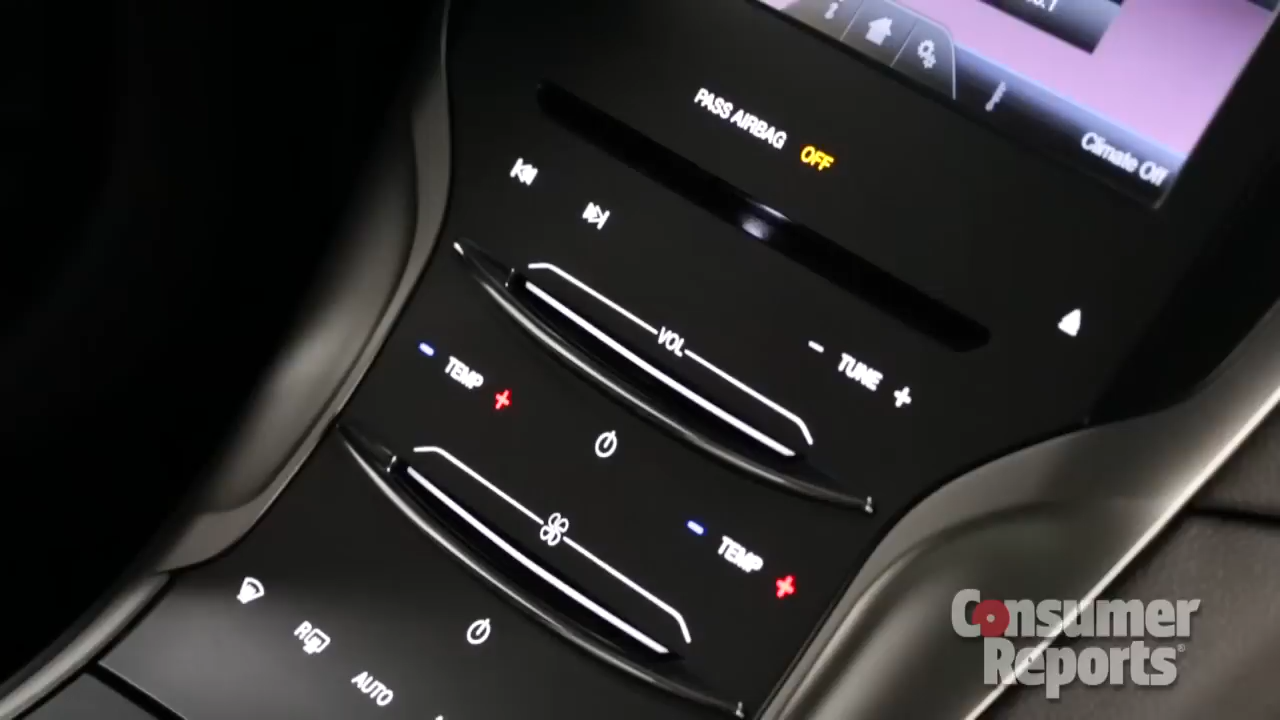 Climate Off
PASS AIRBAG OFF
VOL
− TUNE +
− TEMP +
− TEMP +
R
AUTO
Consumer
Reports®